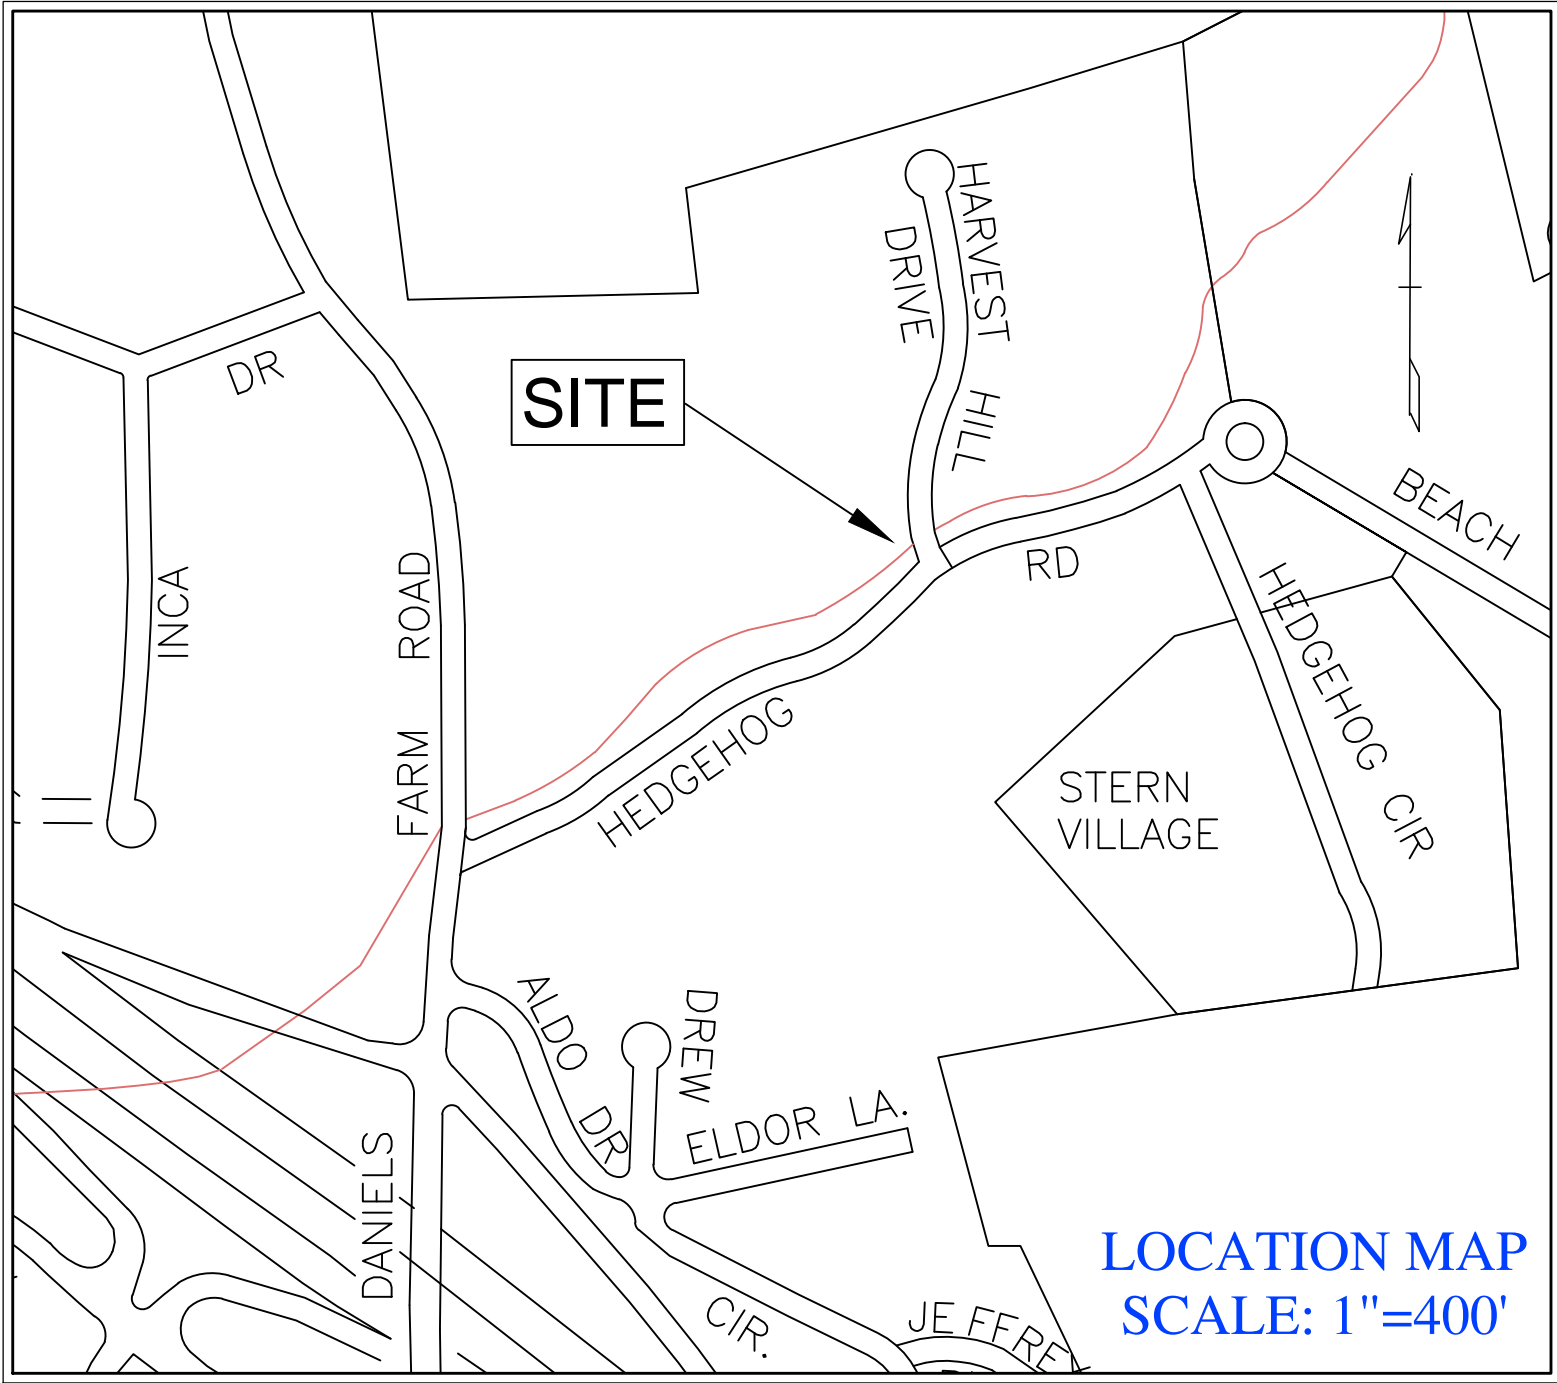 HARVEST HILL
DRIVE
DR
SITE
BEACH
INCA
FARM ROAD
RD
HEDGEHOG
HEDGEHOG CIR
STERN
VILLAGE
ALDO DR
DREW
ELDOR LA.
DANIELS
CIR.
JEFFREY
LOCATION MAP
SCALE: 1"=400'